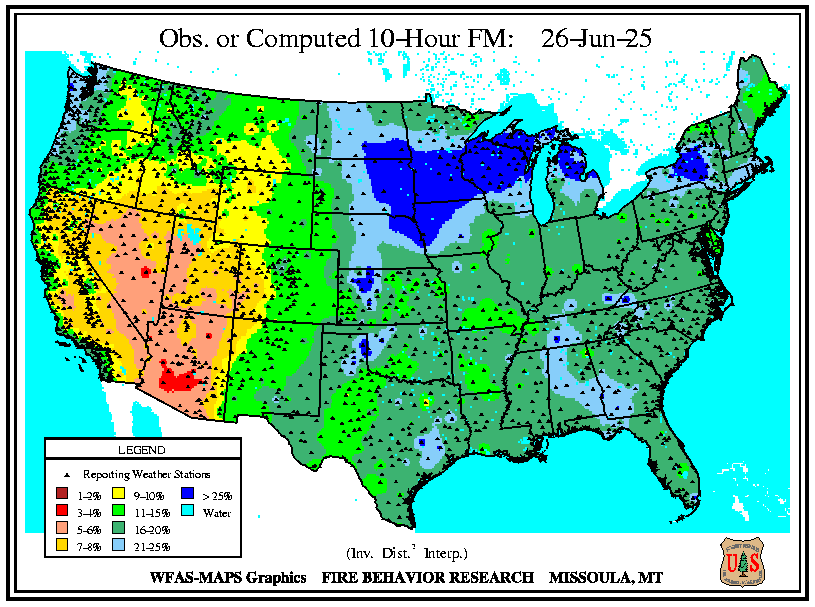 Obs. or Computed 10-Hour FM: 26-Jun-25
LEGEND
Reporting Weather Stations
1-2% 9-10% > 25%
3-4% 11-15% Water
5-6% 16-20%
7-8% 21-25%
(Inv. Dist.² Interp.)
WFAS-MAPS Graphics FIRE BEHAVIOR RESEARCH MISSOULA, MT
U S